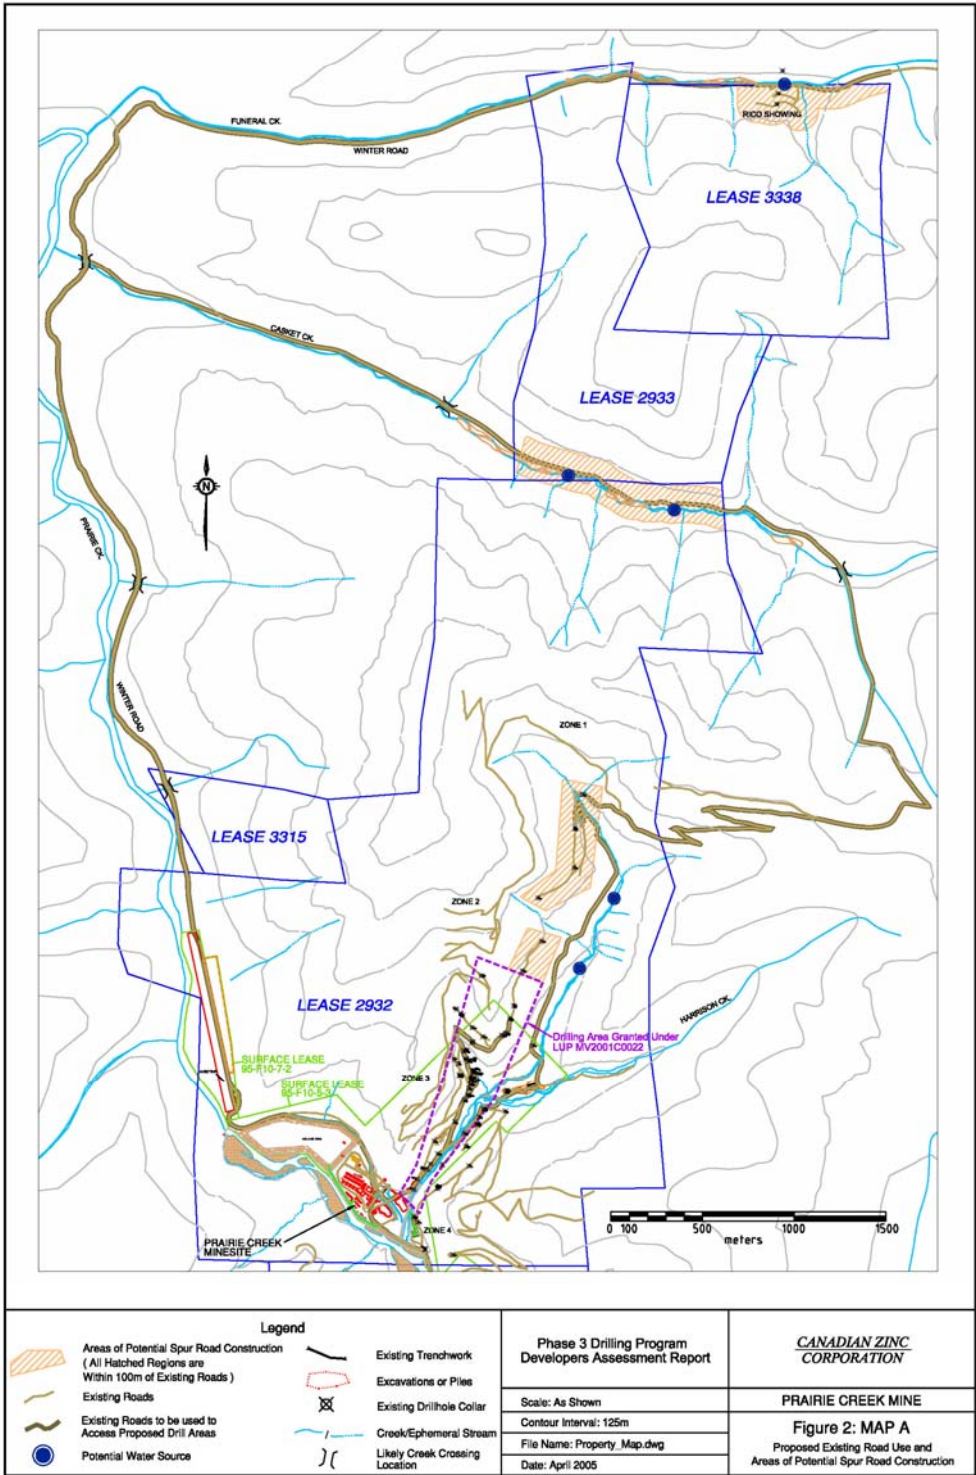 FUNERAL CK.
WINTER ROAD
RICO SHOWING
LEASE 3338
CASKET CK.
LEASE 2933
N
PRAIRIE CK.
WINTER ROAD
ZONE 1
LEASE 3315
ZONE 2
LEASE 2932
HARRISON CK.
Drilling Area Granted Under
LUP MV2001C0022
SURFACE LEASE
95-F10-7-2
ZONE 3
SURFACE LEASE
95-F10-5-3
PRAIRIE CREEK
MINESITE
ZONE 4
0 100 500 1000 1500
meters
Legend
Areas of Potential Spur Road Construction
( All Hatched Regions are
Within 100m of Existing Roads )
Existing Roads
Existing Roads to be used to
Access Proposed Drill Areas
Potential Water Source
Existing Trenchwork
Excavations or Piles
Existing Drillhole Collar
Creek/Ephemeral Stream
Likely Creek Crossing
Location
Phase 3 Drilling Program
Developers Assessment Report
Scale: As Shown
Contour Interval: 125m
File Name: Property_Map.dwg
Date: April 2005
CANADIAN ZINC
CORPORATION
PRAIRIE CREEK MINE
Figure 2: MAP A
Proposed Existing Road Use and
Areas of Potential Spur Road Construction